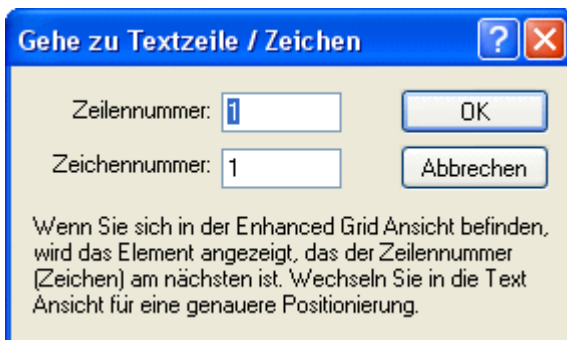 Gehe zu Textzeile / Zeichen
Zeilennummer: 1 OK
Zeichennummer: 1 Abbrechen
Wenn Sie sich in der Enhanced Grid Ansicht befinden,
wird das Element angezeigt, das der Zeilennummer
(Zeichen) am nächsten ist. Wechseln Sie in die Text
Ansicht für eine genauere Positionierung.